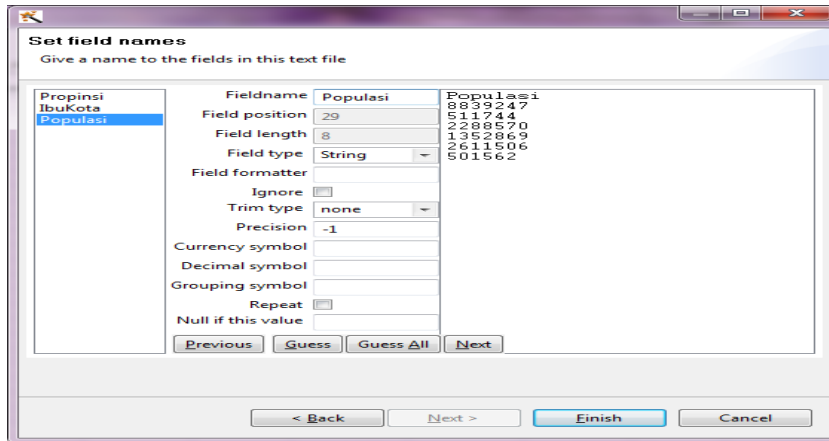 Set field names
Give a name to the fields in this text file
Propinsi
IbuKota
Populasi
Fieldname Populasi
Field position 29
Field length 8
Field type String
Field formatter
Ignore
Trim type none
Precision -1
Currency symbol
Decimal symbol
Grouping symbol
Repeat
Null if this value
Previous Guess Guess All Next
Populasi
8839247
511744
2288570
1352869
2611506
501562
< Back Next > Finish Cancel